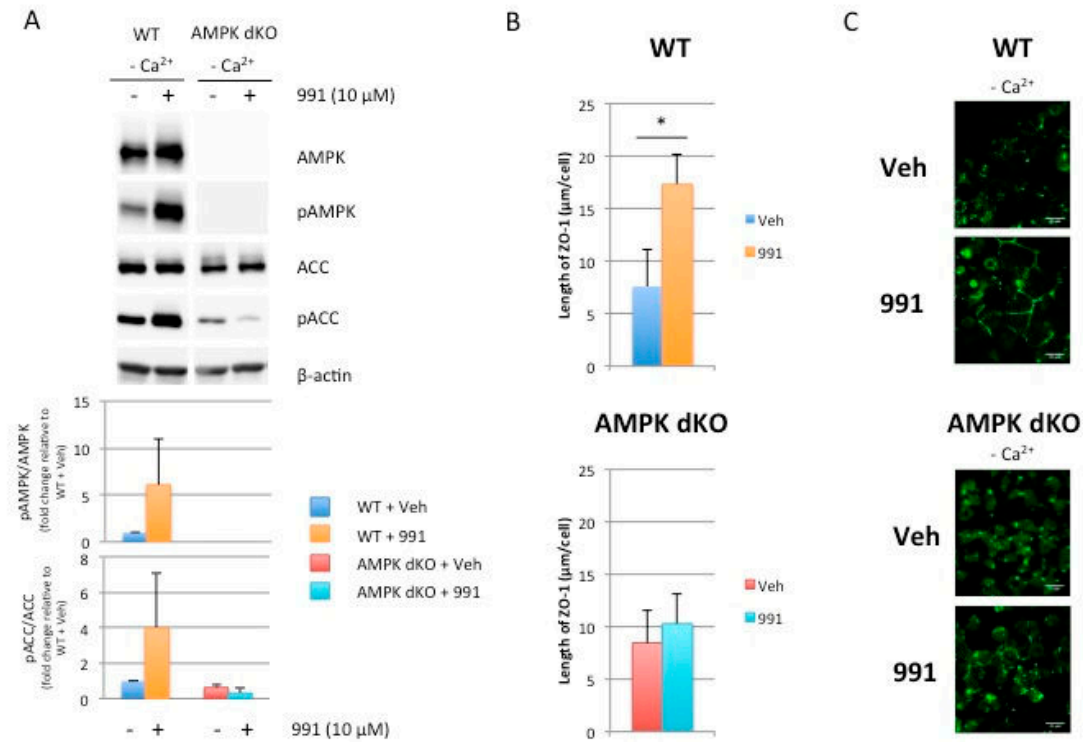 A
WT
AMPK dKO
- Ca²⁺
- Ca²⁺
- + - +
991 (10 μM)
AMPK
pAMPK
ACC
pACC
β-actin
pAMPK/AMPK
(fold change relative to
WT + Veh)
15
10
5
0
pACC/ACC
(fold change relative to
WT + Veh)
8
6
4
2
0
- + - +
991 (10 μM)
WT + Veh
WT + 991
AMPK dKO + Veh
AMPK dKO + 991
B
WT
Length of ZO-1 (μm/cell)
25
20
15
10
5
0
*
Veh
991
AMPK dKO
Length of ZO-1 (μm/cell)
25
20
15
10
5
0
Veh
991
C
WT
- Ca²⁺
Veh
991
AMPK dKO
- Ca²⁺
Veh
991